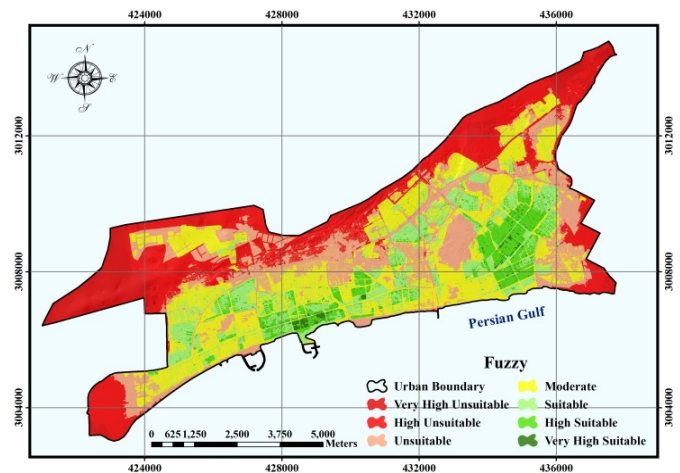 424000 428000 432000 436000
N
W E
S
3012000 3012000
3008000 3008000
3004000 3004000
Persian Gulf
Fuzzy
Urban Boundary
Very High Unsuitable
High Unsuitable
Unsuitable
Moderate
Suitable
High Suitable
Very High Suitable
0 625 1,250 2,500 3,750 5,000
Meters
424000 428000 432000 436000